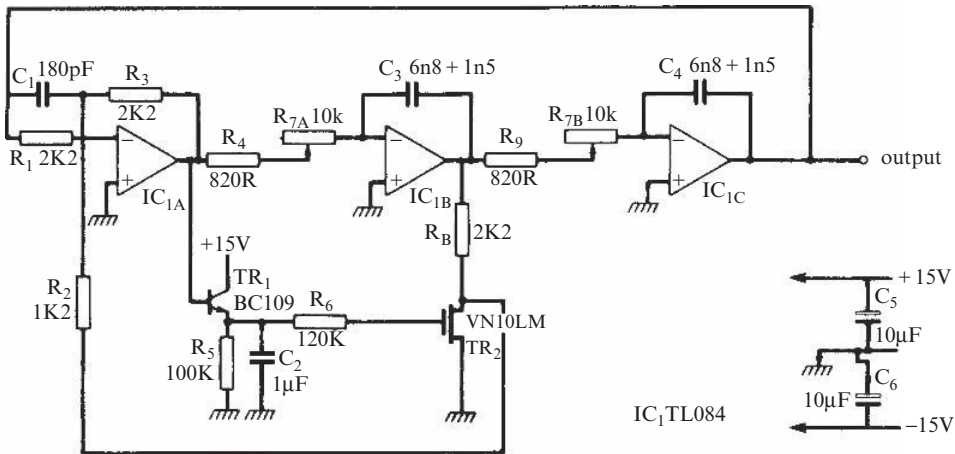 C1 180pF
R3
2K2
R1 2K2
IC1A
R4
820R
R7A 10k
C3 6n8 + 1n5
IC1B
R9
820R
R7B 10k
C4 6n8 + 1n5
IC1C
output
RB 2K2
+15V
TR1
BC109
R2
1K2
R5
100K
C2
1μF
R6
120K
VN10LM
TR2
+15V
C5
10μF
C6
10μF
−15V
IC1TL084